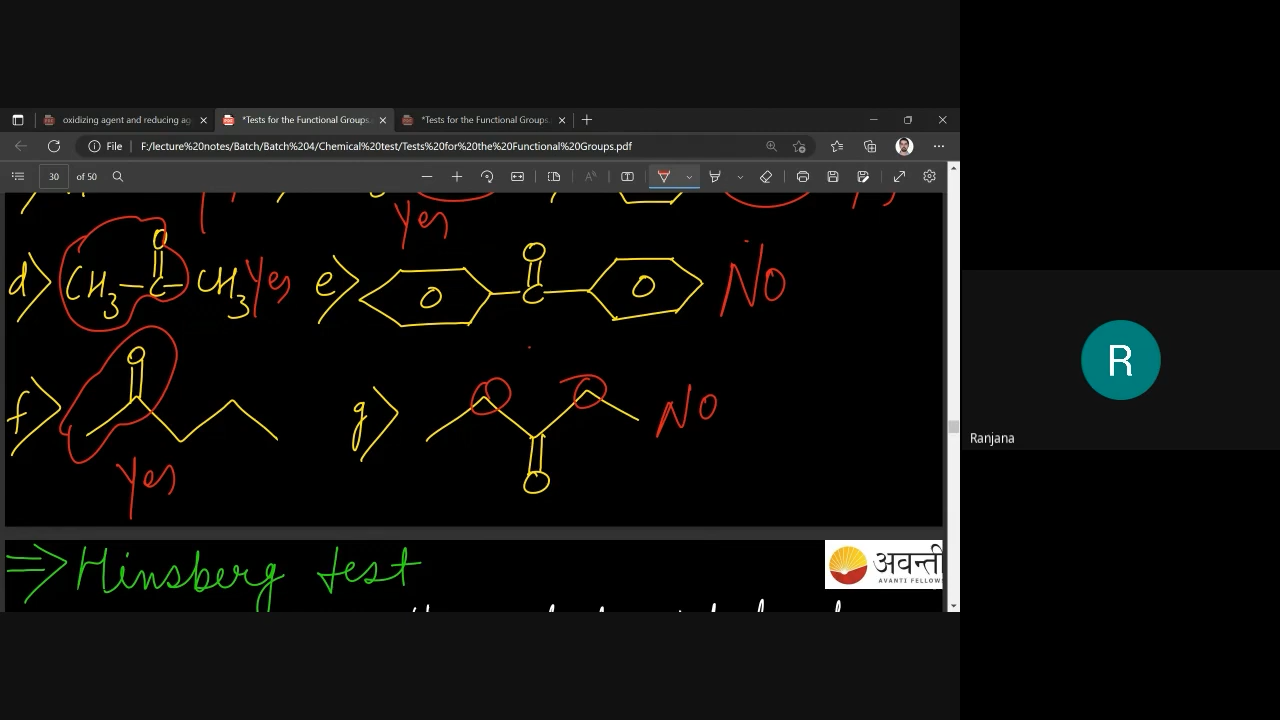 oxidizing agent and reducing ag
*Tests for the Functional Groups.
*Tests for the Functional Groups.
File F:/lecture%20notes/Batch/Batch%204/Chemical%20test/Tests%20for%20the%20Functional%20Groups.pdf
30 of 50
Yes
d) CH3-C-CH3 Yes e) C NO
O O O O
f) O Yes
g) O NO
⇒ Hinsberg test
अवन्ती
AVANTI FELLOW
R
Ranjana